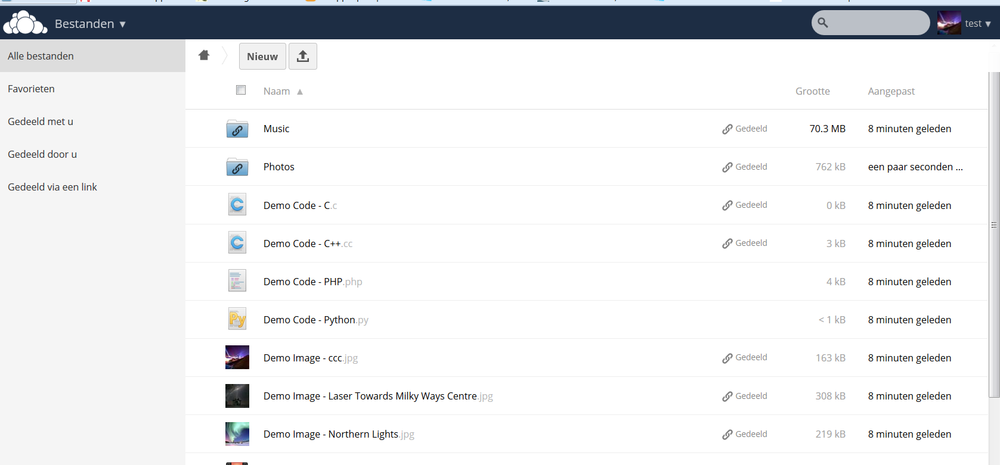 Bestanden ▾
test ▾
Alle bestanden
Favorieten
Gedeeld met u
Gedeeld door u
Gedeeld via een link
Nieuw
Naam ▲ Grootte Aangepast
Music Gedeeld 70.3 MB 8 minuten geleden
Photos Gedeeld 762 kB een paar seconden ...
C Demo Code - C.c Gedeeld 0 kB 8 minuten geleden
C Demo Code - C++.cc Gedeeld 3 kB 8 minuten geleden
Demo Code - PHP.php 4 kB 8 minuten geleden
Py Demo Code - Python.py < 1 kB 8 minuten geleden
Demo Image - ccc.jpg Gedeeld 163 kB 8 minuten geleden
Demo Image - Laser Towards Milky Ways Centre.jpg Gedeeld 308 kB 8 minuten geleden
Demo Image - Northern Lights.jpg Gedeeld 219 kB 8 minuten geleden